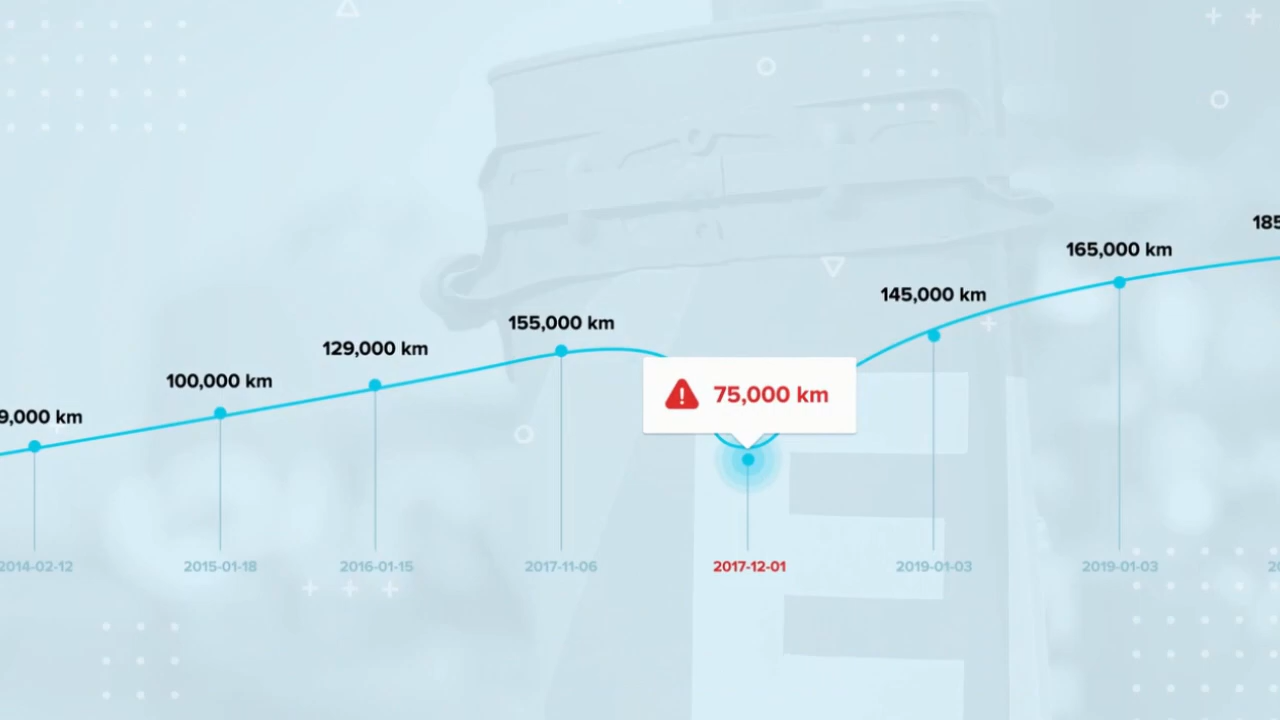 9,000 km
100,000 km
129,000 km
155,000 km
75,000 km
145,000 km
165,000 km
185
2014-02-12
2015-01-18
2016-01-15
2017-11-06
2017-12-01
2019-01-03
2019-01-03
20